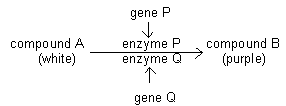 gene P
compound A enzyme P compound B
(white) enzyme Q (purple)
gene Q